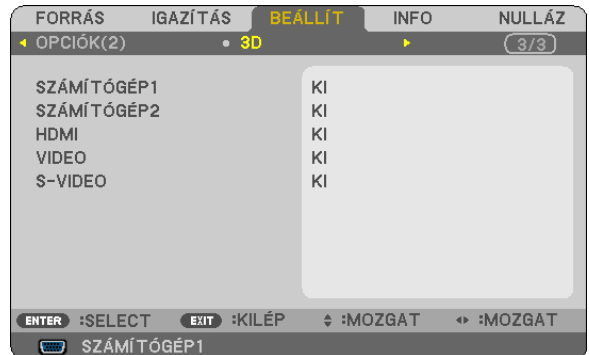 FORRÁS IGAZÍTÁS BEÁLLÍT INFO NULLÁZ
OPCIÓK(2) 3D 3/3
SZÁMÍTÓGÉP1 KI
SZÁMÍTÓGÉP2 KI
HDMI KI
VIDEO KI
S-VIDEO KI
ENTER :SELECT EXIT :KILÉP :MOZGAT :MOZGAT
SZÁMÍTÓGÉP1